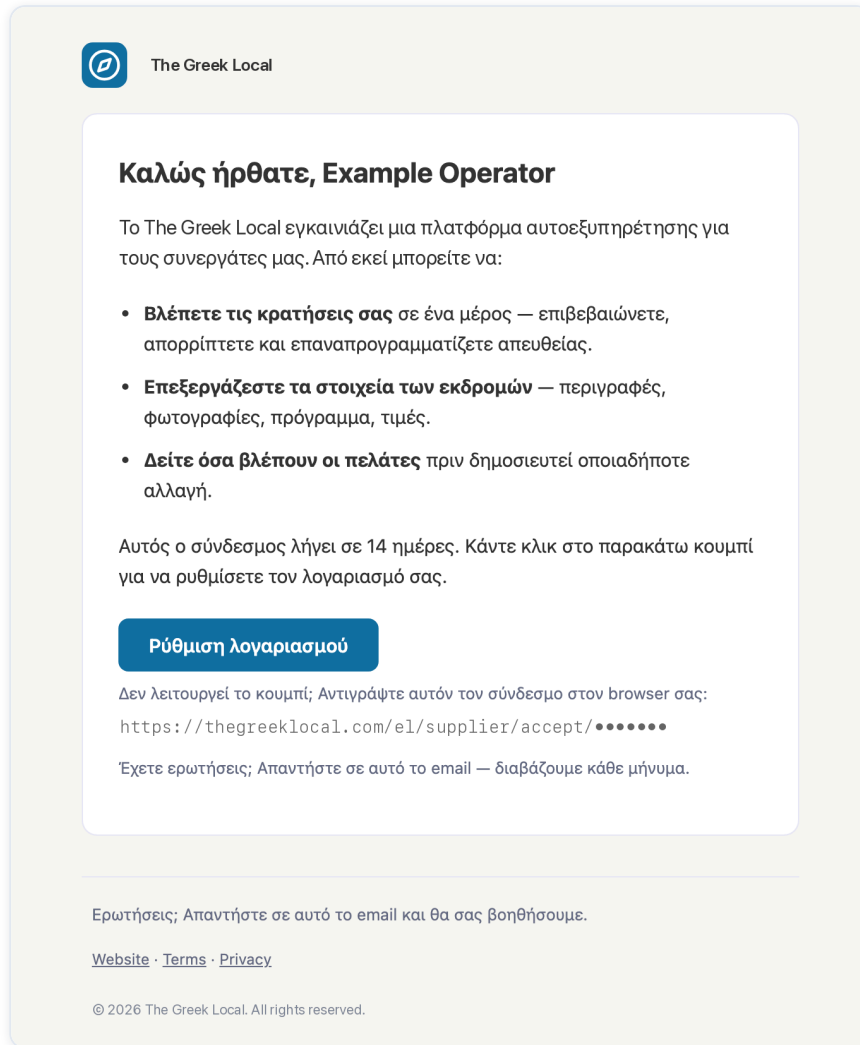 The Greek Local
Καλώς ήρθατε, Example Operator
Το The Greek Local εγκαινιάζει μια πλατφόρμα αυτοεξυπηρέτησης για
τους συνεργάτες μας. Από εκεί μπορείτε να:
• Βλέπετε τις κρατήσεις σας σε ένα μέρος — επιβεβαιώνετε,
απορρίπτετε και επαναπρογραμματίζετε απευθείας.
• Επεξεργάζεστε τα στοιχεία των εκδρομών — περιγραφές,
φωτογραφίες, πρόγραμμα, τιμές.
• Δείτε όσα βλέπουν οι πελάτες πριν δημοσιευτεί οποιαδήποτε
αλλαγή.
Αυτός ο σύνδεσμος λήγει σε 14 ημέρες. Κάντε κλικ στο παρακάτω κουμπί
για να ρυθμίσετε τον λογαριασμό σας.
Ρύθμιση λογαριασμού
Δεν λειτουργεί το κουμπί; Αντιγράψτε αυτόν τον σύνδεσμο στον browser σας:
https://thegreeklocal.com/el/supplier/accept/•••••••
Έχετε ερωτήσεις; Απαντήστε σε αυτό το email — διαβάζουμε κάθε μήνυμα.
Ερωτήσεις; Απαντήστε σε αυτό το email και θα σας βοηθήσουμε.
Website · Terms · Privacy
© 2026 The Greek Local. All rights reserved.